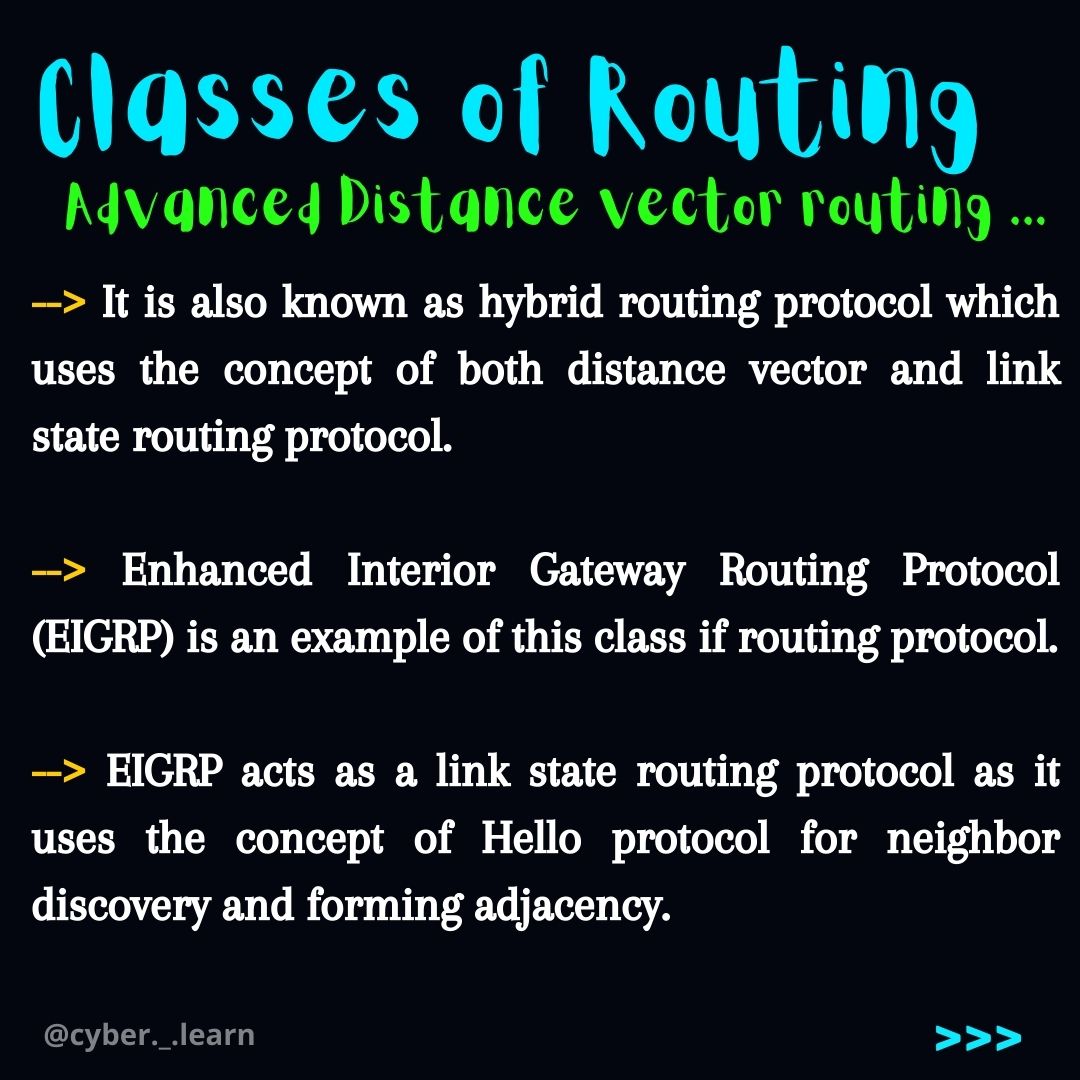 Classes of Routing
Advanced Distance vector routing ...
--> It is also known as hybrid routing protocol which
uses the concept of both distance vector and link
state routing protocol.
--> Enhanced Interior Gateway Routing Protocol
(EIGRP) is an example of this class if routing protocol.
--> EIGRP acts as a link state routing protocol as it
uses the concept of Hello protocol for neighbor
discovery and forming adjacency.
@cyber._.learn
>>>